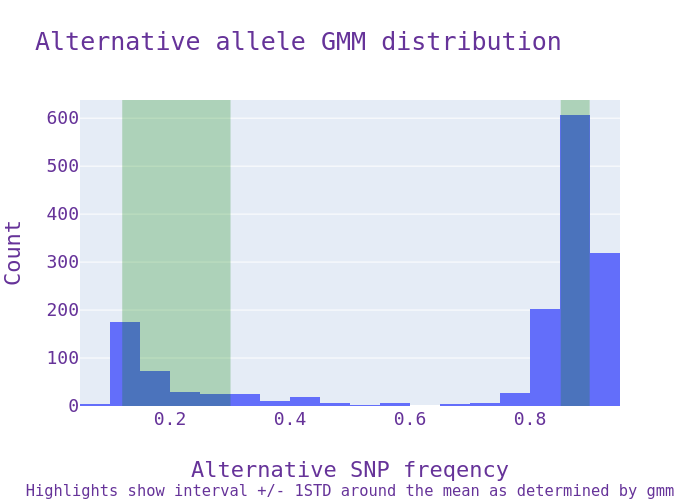 Alternative allele GMM distribution
600
500
400
300
200
100
0
Count
0.2 0.4 0.6 0.8
Alternative SNP freqency
Highlights show interval +/- 1STD around the mean as determined by gmm